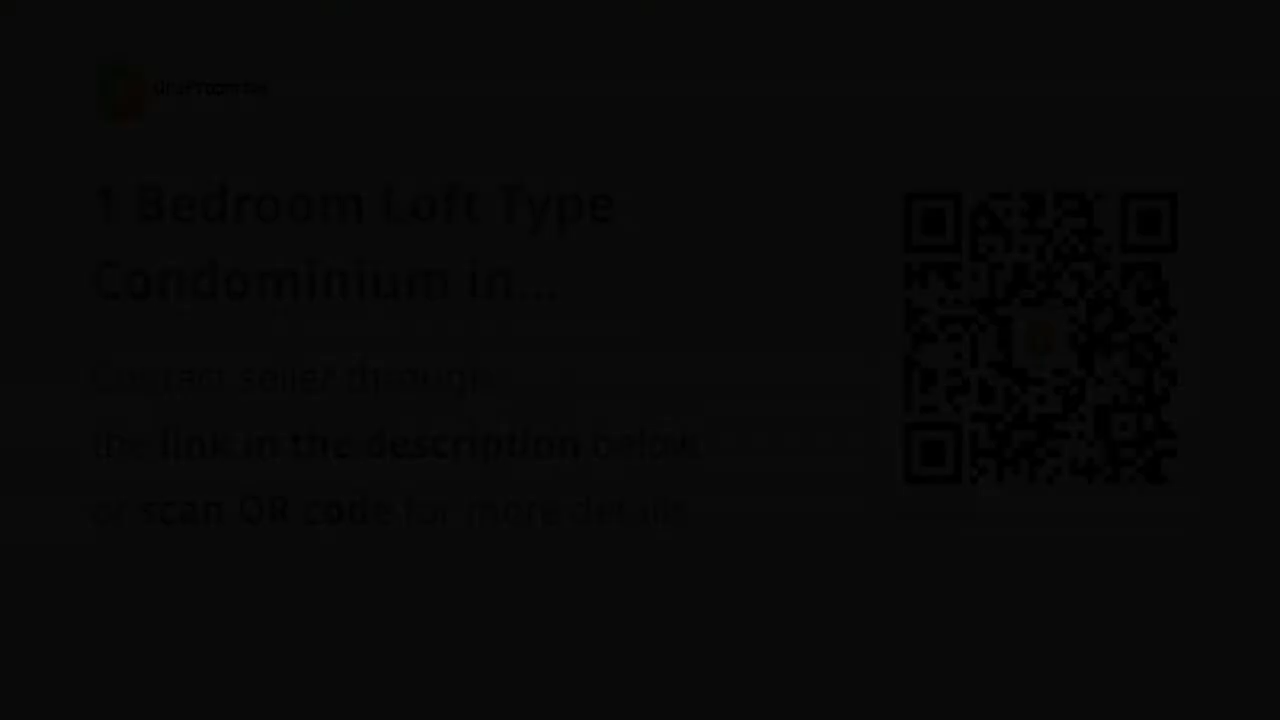 1 Bedroom Loft Type
Condominium in...
Contact seller through
the link in the description below
or scan QR code for more details